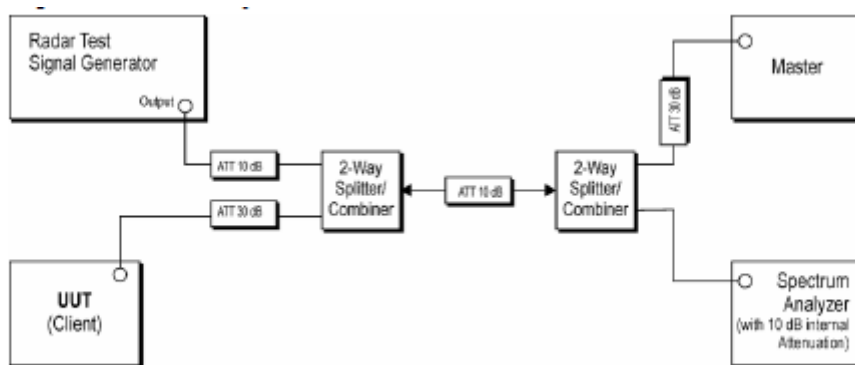 Radar Test
Signal Generator
Output
Master
ATT 30 dB
ATT 10 dB
2-Way
Splitter/
Combiner
ATT 10 dB
2-Way
Splitter/
Combiner
ATT 30 dB
UUT
(Client)
Spectrum
Analyzer
(with 10 dB internal
Attenuation)